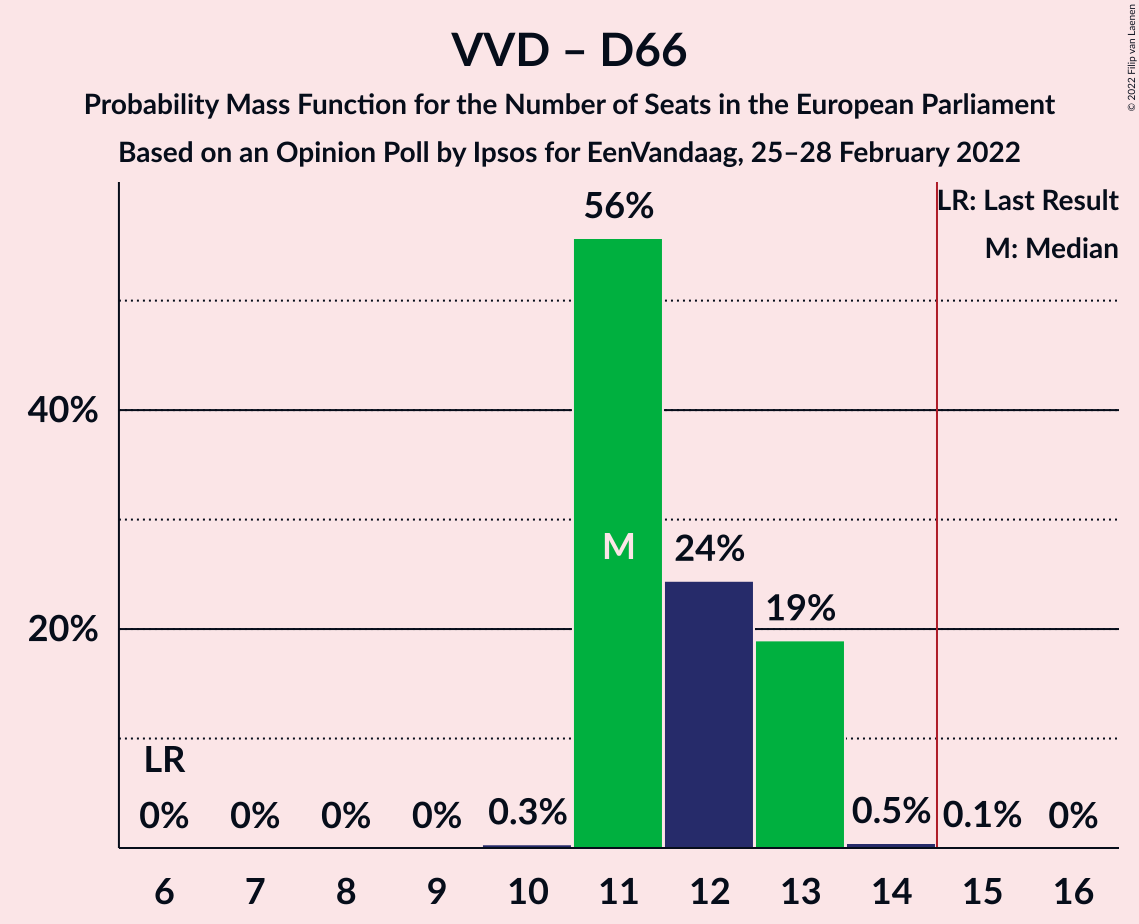 VVD – D66
Probability Mass Function for the Number of Seats in the European Parliament
Based on an Opinion Poll by Ipsos for EenVandaag, 25–28 February 2022
© 2022 Filip van Laenen
LR: Last Result
M: Median
56%
40%
M
24%
19%
20%
LR
0%
0%
0%
0%
0.3%
0.5%
0.1%
0%
6 7 8 9 10 11 12 13 14 15 16